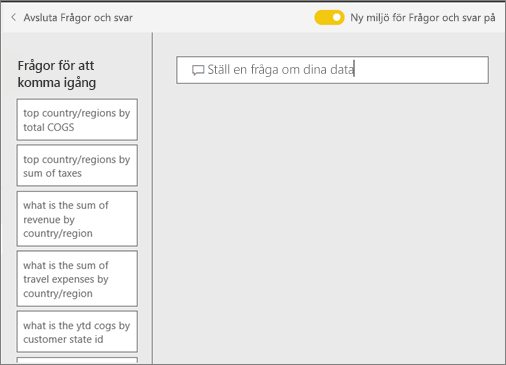 Avsluta Frågor och svar
Ny miljö för Frågor och svar på
Frågor för att
komma igång
top country/regions by
total COGS
top country/regions by
sum of taxes
what is the sum of
revenue by
country/region
what is the sum of
travel expenses by
country/region
what is the ytd cogs by
customer state id
Ställ en fråga om dina data